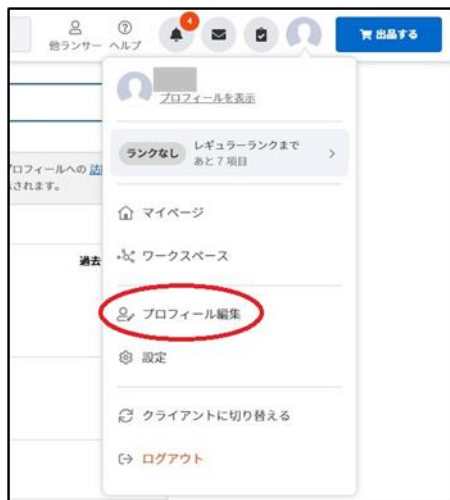 他ランサー
ヘルプ
4
出品する
プロフィールを表示
ランクなし
レギュラーランクまで
あと7項目
プロフィールへの 訪
されます。
マイページ
過去
ワークスペース
プロフィール編集
設定
クライアントに切り替える
ログアウト